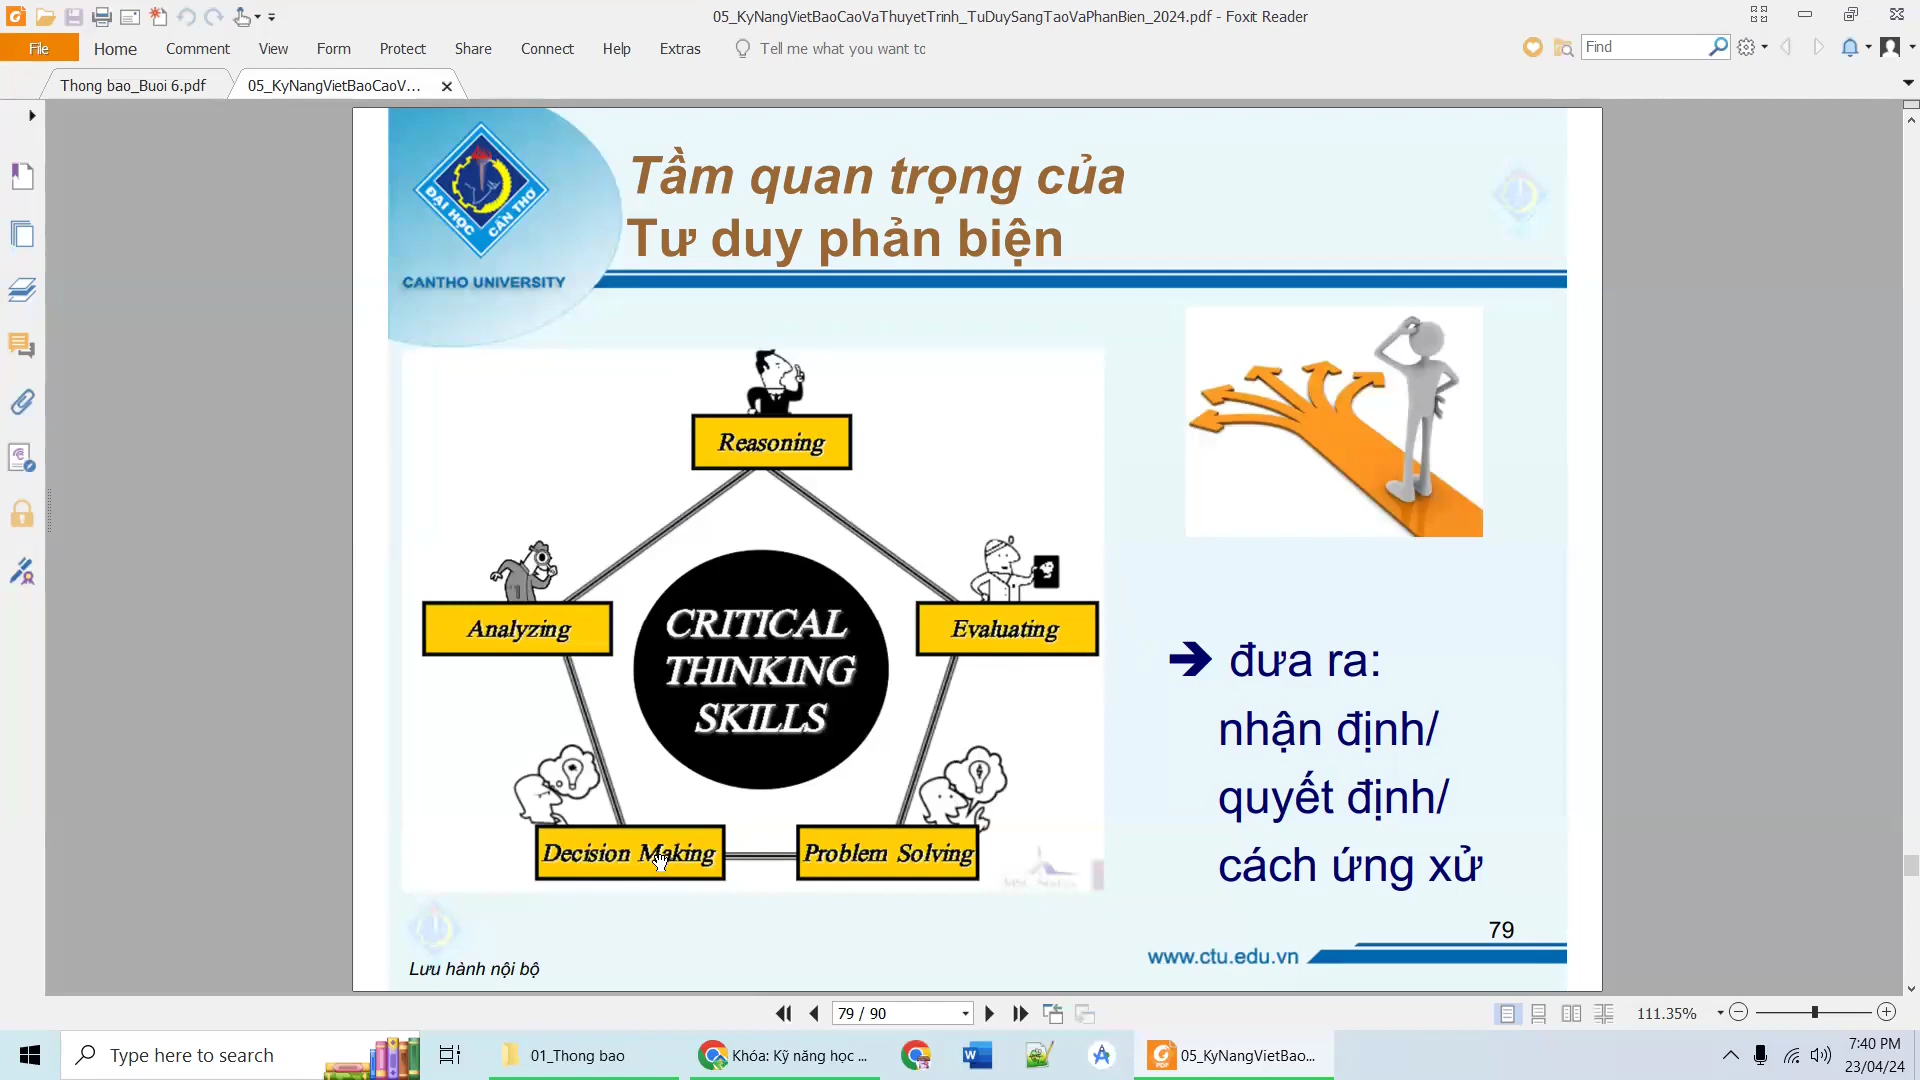 05_KyNangVietBaoCaoVaThuyetTrinh_TuDuySangTaoVaPhanBien_2024.pdf - Foxit Reader
File Home Comment View Form Protect Share Connect Help Extras Tell me what you want to Find
Thong bao_Buoi 6.pdf 05_KyNangVietBaoCaoV...
ĐẠI HỌC CẦN THƠ
CANTHO UNIVERSITY
Tầm quan trọng của
Tư duy phản biện
Reasoning
Analyzing
Evaluating
CRITICAL
THINKING
SKILLS
Decision Making
Problem Solving
➔ đưa ra:
nhận định/
quyết định/
cách ứng xử
79
www.ctu.edu.vn
Lưu hành nội bộ
79 / 90
111.35%
Type here to search
01_Thong bao
Khóa: Kỹ năng học ...
05_KyNangVietBao...
7:40 PM
23/04/24